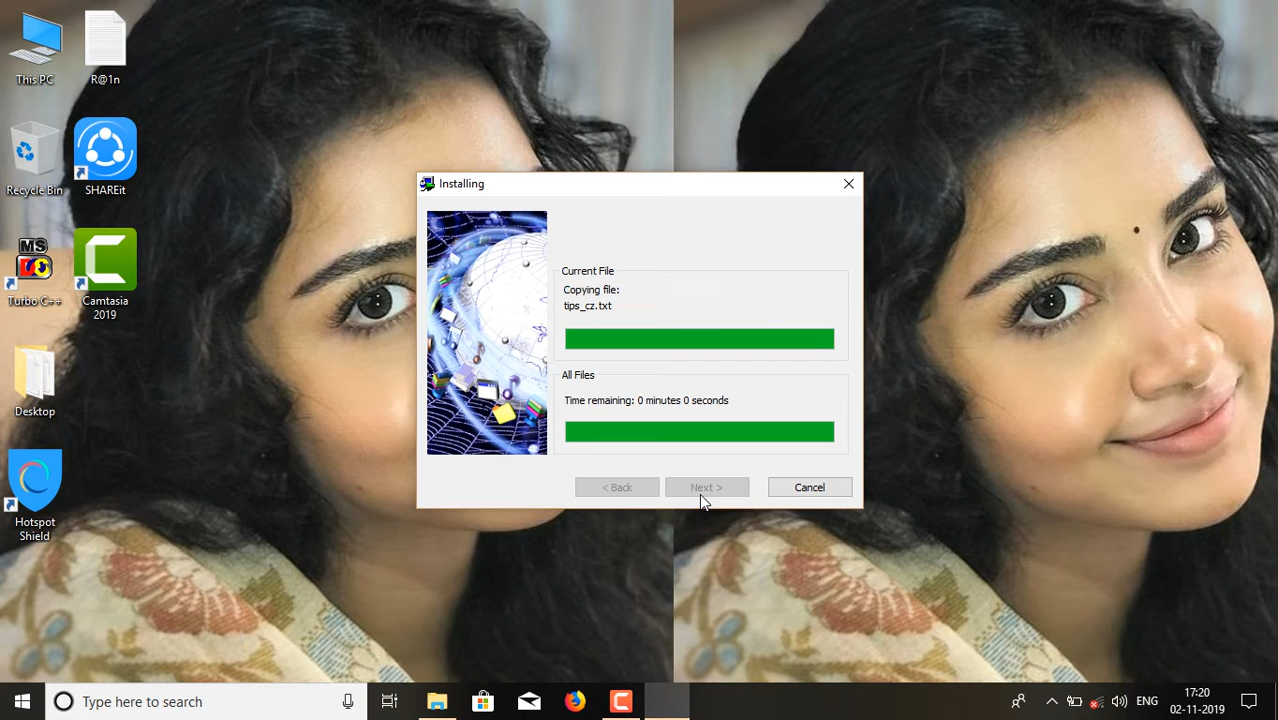 This PC
R@1n
Recycle Bin
SHAREit
MS
Turbo C++
Camtasia
2019
Desktop
Hotspot
Shield
Installing
Current File
Copying file:
tips_cz.txt
All Files
Time remaining: 0 minutes 0 seconds
< Back
Next >
Cancel
Type here to search
ENG
17:20
02-11-2019